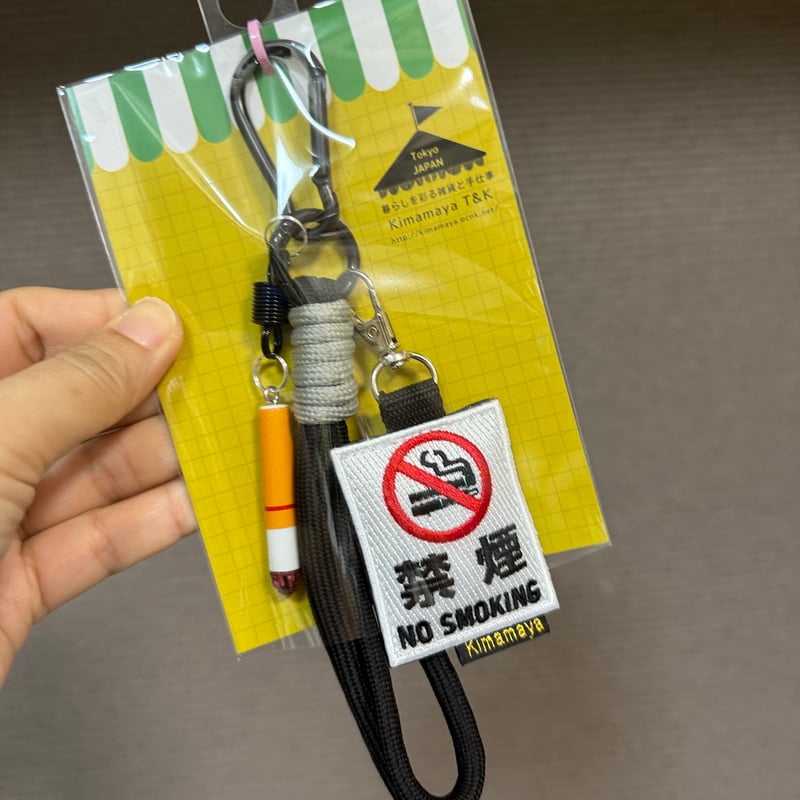 Tokyo
JAPAN
暮らしを彩る雑貨と手仕事
Kimamaya T&K
http://kimamaya.ocnk.net/
禁煙
NO SMOKING
Kimamaya